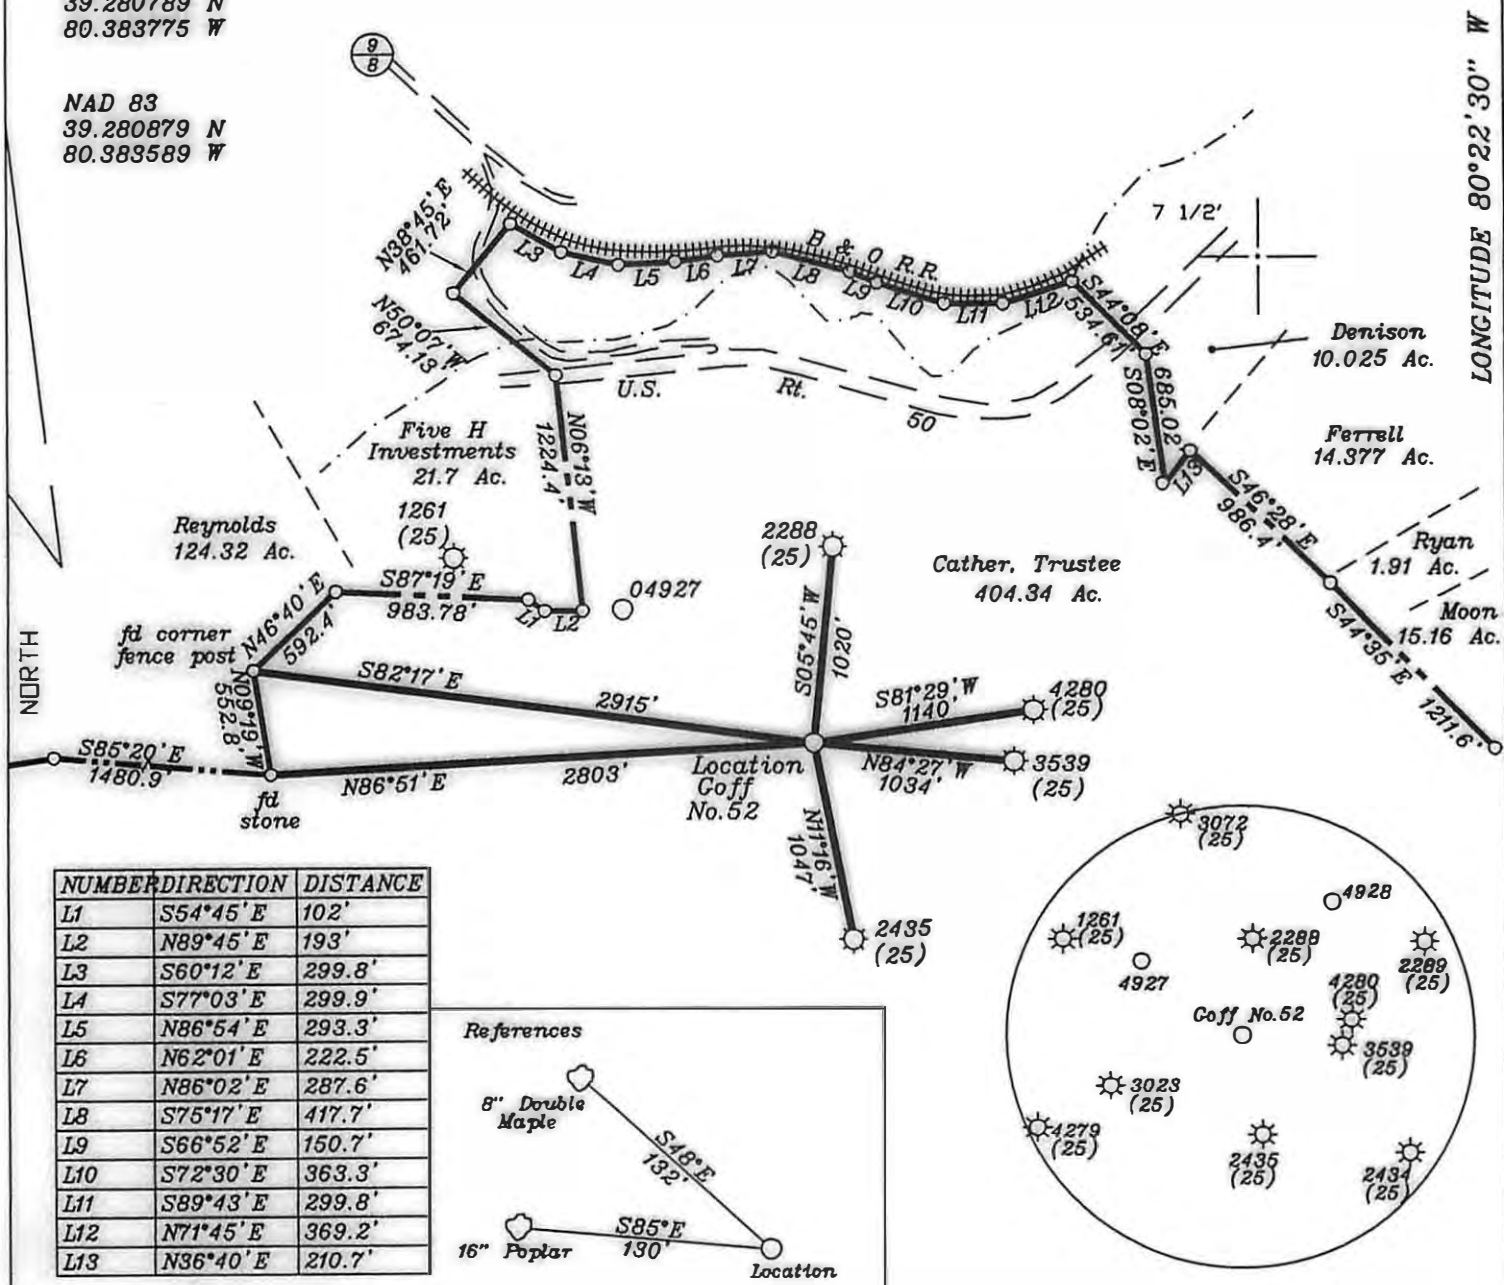 39.280789 N
80.383775 W
NAD 83
39.280879 N
80.383589 W
9
8
LONGITUDE 80°22'30" W
7 1/2'
N38°45'E
461.72'
N50°07'W
674.13
L3
L4
L5
L6
L7
L8
L9
L10
L11
L12
B & O R.R.
S44°08'E
534.67'
Denison
10.025 Ac.
U.S. Rt. 50
S08°02'E
685.02
L13
Ferrell
14.377 Ac.
S46°28'E
986.4'
Ryan
1.91 Ac.
Moon
15.16 Ac.
S44°35'E
1211.6'
Five H
Investments
21.7 Ac.
N06°13'W
1224.4'
1261
(25)
Reynolds
124.32 Ac.
S87°19'E
983.78'
L1
L2
04927
2288
(25)
Cather, Trustee
404.34 Ac.
NORTH
fd corner
fence post
N46°40'E
592.4'
S82°17'E
2915'
S05°45'W
1020'
S81°29'W
1140'
4280
(25)
N09°49'W
552.8'
S85°20'E
1480.9'
N86°51'E
2803'
fd
stone
Location
Goff
No.52
N84°27'W
1034'
3539
(25)
N11°16'W
1047'
2435
(25)
NUMBER DIRECTION DISTANCE
L1 S54°45'E 102'
L2 N89°45'E 193'
L3 S60°12'E 299.8'
L4 S77°03'E 299.9'
L5 N86°54'E 293.3'
L6 N62°01'E 222.5'
L7 N86°02'E 287.6'
L8 S75°17'E 417.7'
L9 S66°52'E 150.7'
L10 S72°30'E 363.3'
L11 S89°43'E 299.8'
L12 N71°45'E 369.2'
L13 N36°40'E 210.7'
References
8" Double
Maple
S48°E
132'
16" Poplar
S85°E
130'
Location
3072
(25)
4928
1261
(25)
2288
(25)
2289
(25)
4927
4280
(25)
Goff No.52
3539
(25)
3023
(25)
4279
(25)
2435
(25)
2434
(25)